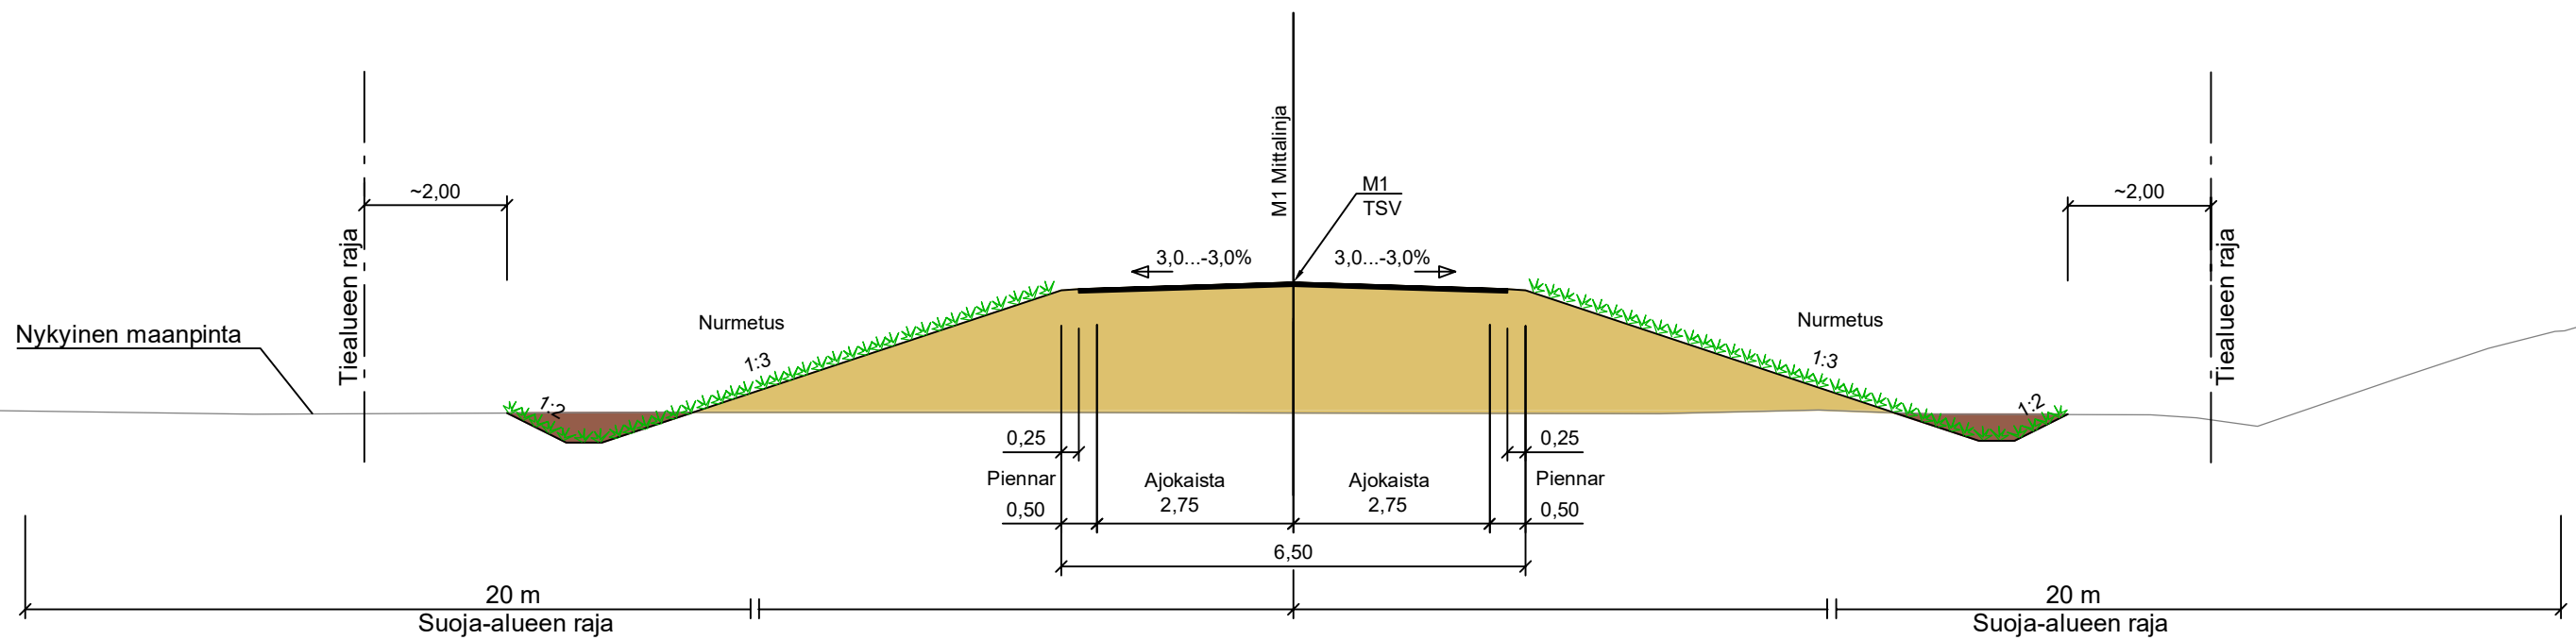 M1 Mittalinja
M1
TSV
~2,00
~2,00
Tiealueen raja
Tiealueen raja
3,0...-3,0%
3,0...-3,0%
Nykyinen maanpinta
Nurmetus
Nurmetus
1:3
1:3
1:2
1:2
0,25
0,25
Piennar
Ajokaista
Ajokaista
Piennar
0,50
2,75
2,75
0,50
6,50
20 m
Suoja-alueen raja
20 m
Suoja-alueen raja